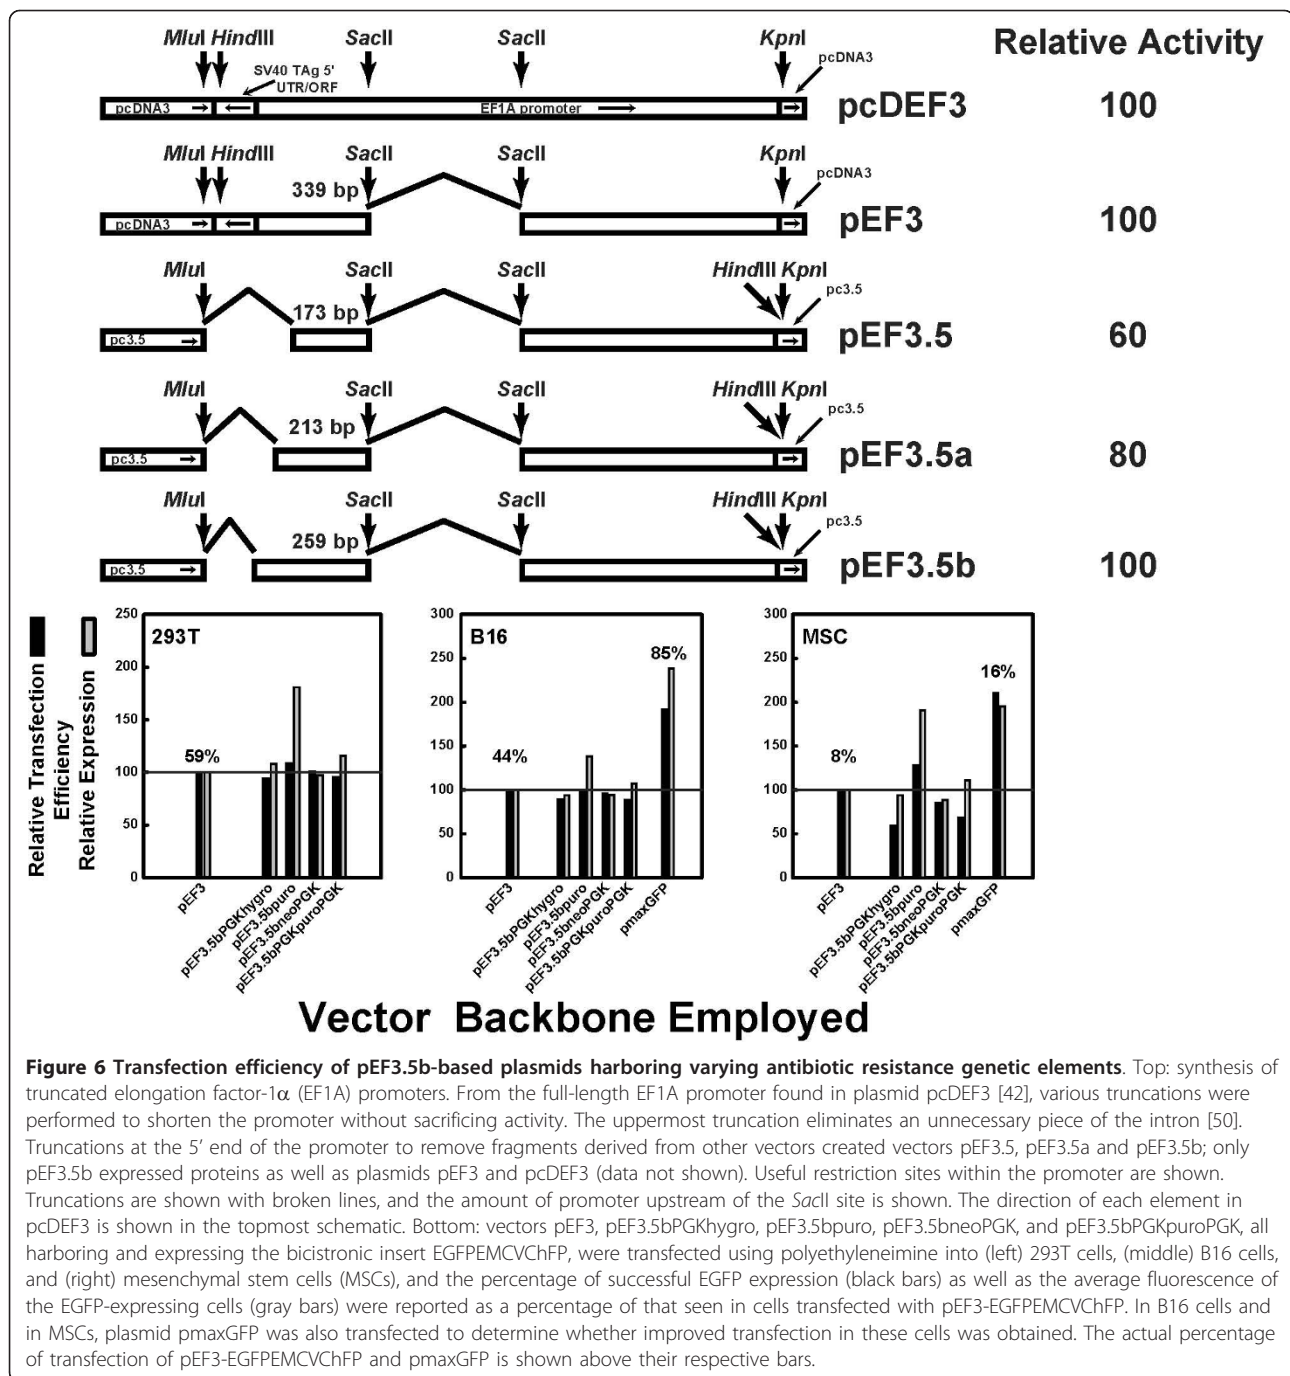 MluI HindIII SacII SacII KpnI Relative Activity
SV40 TAg 5' pcDNA3
UTR/ORF
pcDNA3 EF1A promoter pcDEF3 100
MluI HindIII SacII SacII KpnI
pcDNA3
339 bp
pcDNA3 pEF3 100
MluI SacII SacII HindIII KpnI
pc3.5
173 bp
pc3.5 pEF3.5 60
MluI SacII SacII HindIII KpnI
pc3.5
213 bp
pc3.5 pEF3.5a 80
MluI SacII SacII HindIII KpnI
pc3.5
259 bp
pc3.5 pEF3.5b 100
Relative Transfection
Efficiency
Relative Expression
250
200
150
100
50
0
293T
59%
pEF3
pEF3.5bPGKhygro
pEF3.5bpuro
pEF3.5bneoPGK
pEF3.5bPGKpuroPGK
300
250
200
150
100
50
0
B16
44%
85%
pEF3
pEF3.5bPGKhygro
pEF3.5bpuro
pEF3.5bneoPGK
pEF3.5bPGKpuroPGK
pmaxGFP
300
250
200
150
100
50
0
MSC
8%
16%
pEF3
pEF3.5bPGKhygro
pEF3.5bpuro
pEF3.5bneoPGK
pEF3.5bPGKpuroPGK
pmaxGFP
Vector Backbone Employed
Figure 6 Transfection efficiency of pEF3.5b-based plasmids harboring varying antibiotic resistance genetic elements. Top: synthesis of
truncated elongation factor-1α (EF1A) promoters. From the full-length EF1A promoter found in plasmid pcDEF3 [42], various truncations were
performed to shorten the promoter without sacrificing activity. The uppermost truncation eliminates an unnecessary piece of the intron [50].
Truncations at the 5’ end of the promoter to remove fragments derived from other vectors created vectors pEF3.5, pEF3.5a and pEF3.5b; only
pEF3.5b expressed proteins as well as plasmids pEF3 and pcDEF3 (data not shown). Useful restriction sites within the promoter are shown.
Truncations are shown with broken lines, and the amount of promoter upstream of the SacII site is shown. The direction of each element in
pcDEF3 is shown in the topmost schematic. Bottom: vectors pEF3, pEF3.5bPGKhygro, pEF3.5bpuro, pEF3.5bneoPGK, and pEF3.5bPGKpuroPGK, all
harboring and expressing the bicistronic insert EGFPEMCVChFP, were transfected using polyethyleneimine into (left) 293T cells, (middle) B16 cells,
and (right) mesenchymal stem cells (MSCs), and the percentage of successful EGFP expression (black bars) as well as the average fluorescence of
the EGFP-expressing cells (gray bars) were reported as a percentage of that seen in cells transfected with pEF3-EGFPEMCVChFP. In B16 cells and
in MSCs, plasmid pmaxGFP was also transfected to determine whether improved transfection in these cells was obtained. The actual percentage
of transfection of pEF3-EGFPEMCVChFP and pmaxGFP is shown above their respective bars.